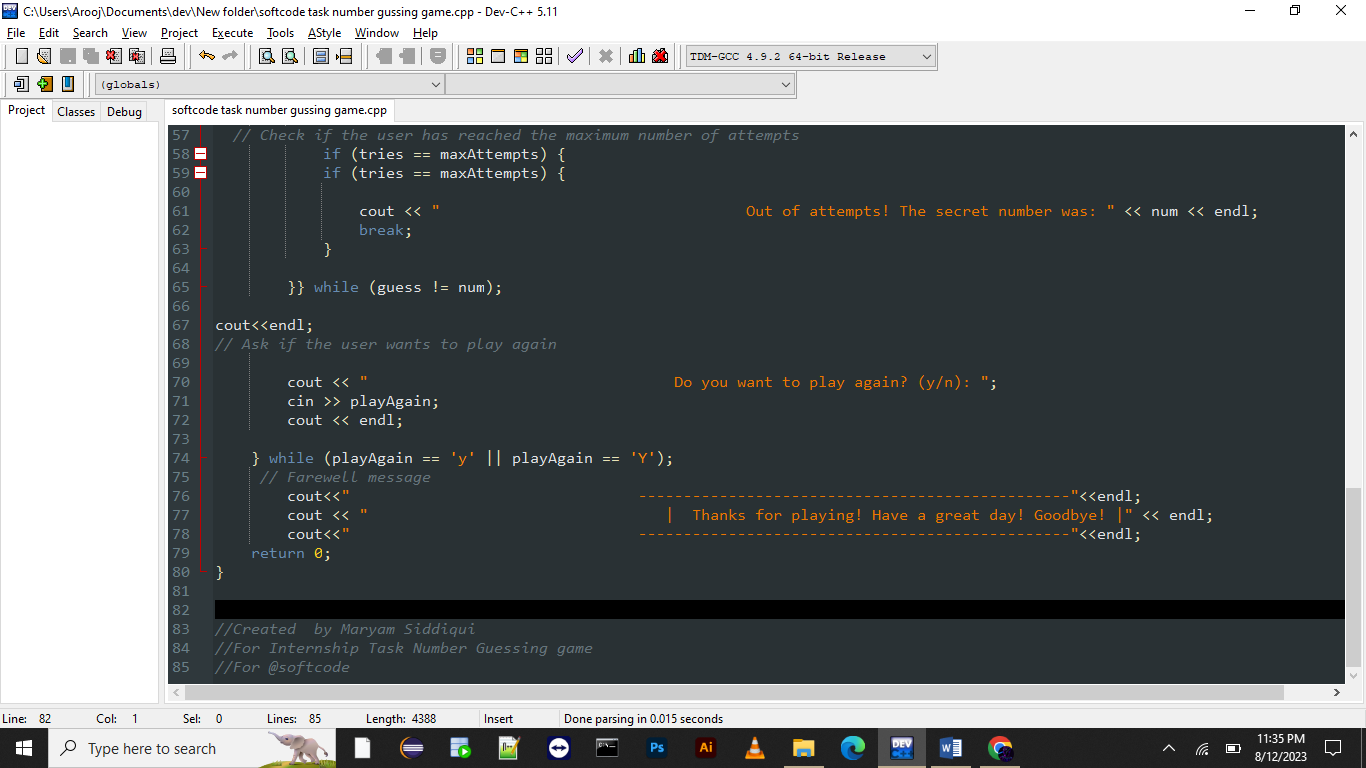 C:\Users\Arooj\Documents\dev\New folder\softcode task number gussing game.cpp - Dev-C++ 5.11
File Edit Search View Project Execute Tools AStyle Window Help
TDM-GCC 4.9.2 64-bit Release
(globals)
Project Classes Debug softcode task number gussing game.cpp
57 // Check if the user has reached the maximum number of attempts
58 if (tries == maxAttempts) {
59 if (tries == maxAttempts) {
60
61 cout << " Out of attempts! The secret number was: " << num << endl;
62 break;
63 }
64
65 }} while (guess != num);
66
67 cout<<endl;
68 // Ask if the user wants to play again
69
70 cout << " Do you want to play again? (y/n): ";
71 cin >> playAgain;
72 cout << endl;
73
74 } while (playAgain == 'y' || playAgain == 'Y');
75 // Farewell message
76 cout<<" ------------------------------------------------"<<endl;
77 cout << " | Thanks for playing! Have a great day! Goodbye! |" << endl;
78 cout<<" ------------------------------------------------"<<endl;
79 return 0;
80 }
81
82
83 //Created  by Maryam Siddiqui
84 //For Internship Task Number Guessing game
85 //For @softcode
Line: 82 Col: 1 Sel: 0 Lines: 85 Length: 4388 Insert Done parsing in 0.015 seconds
Type here to search
Ps
Ai
DEV
W
11:35 PM
8/12/2023